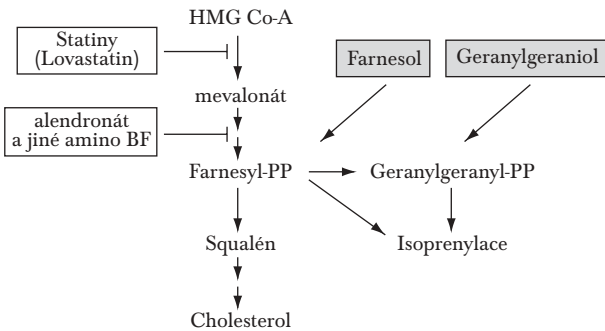 HMG Co-A
Statiny
(Lovastatin)
Farnesol
Geranylgeraniol
mevalonát
alendronát
a jiné amino BF
Farnesyl-PP
Geranylgeranyl-PP
Squalén
Isoprenylace
Cholesterol